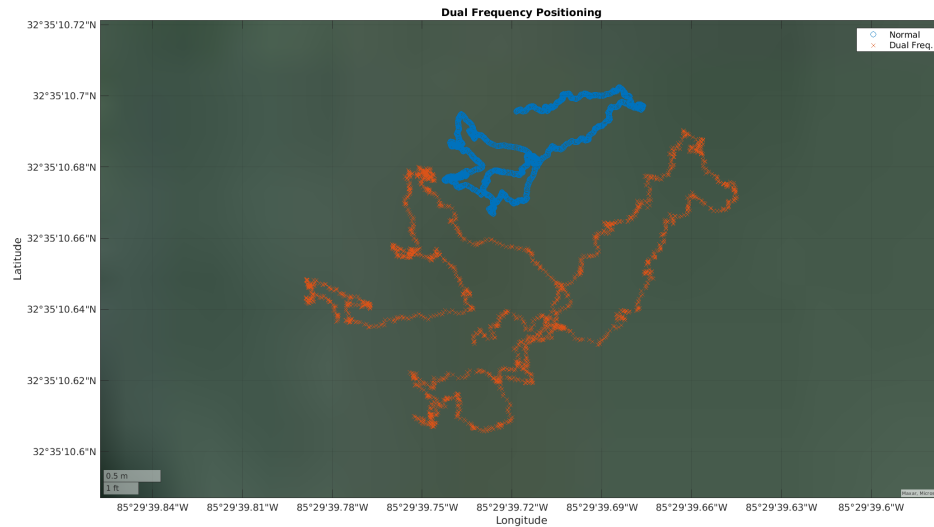 Dual Frequency Positioning
32°35'10.72"N
Normal
Dual Freq.
32°35'10.7"N
32°35'10.68"N
32°35'10.66"N
Latitude
32°35'10.64"N
32°35'10.62"N
32°35'10.6"N
0.5 m
1 ft
85°29'39.84"W 85°29'39.81"W 85°29'39.78"W 85°29'39.75"W 85°29'39.72"W 85°29'39.69"W 85°29'39.66"W 85°29'39.63"W 85°29'39.6"W
Longitude